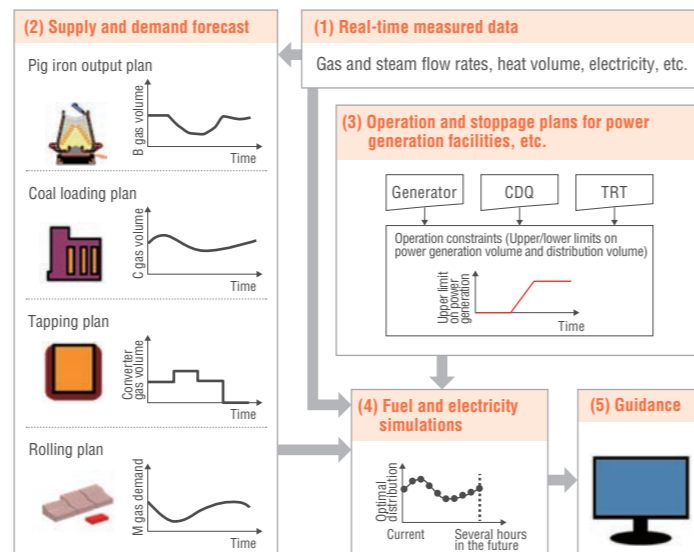 (2) Supply and demand forecast
Pig iron output plan
B gas volume
Time
Coal loading plan
C gas volume
Time
Tapping plan
Converter
gas volume
Time
Rolling plan
M gas demand
Time
(1) Real-time measured data
Gas and steam flow rates, heat volume, electricity, etc.
(3) Operation and stoppage plans for power
generation facilities, etc.
Generator
CDQ
TRT
Operation constraints (Upper/lower limits on
power generation volume and distribution volume)
Upper limit
on power
generation
Time
(4) Fuel and electricity
simulations
Optimal
distribution
Current
Several hours
in the future
(5) Guidance